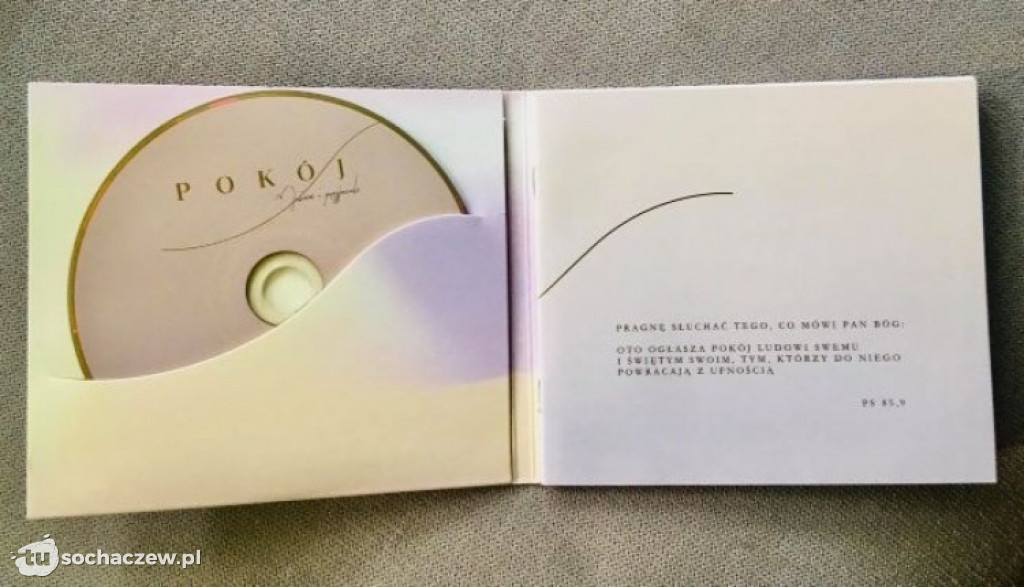 POKÓJ
i przyjaciele
PRAGNĘ SŁUCHAĆ TEGO, CO MÓWI PAN BÓG:
OTO OGŁASZA POKÓJ LUDOWI SWEMU
I ŚWIĘTYM SWOIM, TYM, KTÓRZY DO NIEGO
POWRACAJĄ Z UFNOŚCIĄ
PS 85,9
tu sochaczew.pl